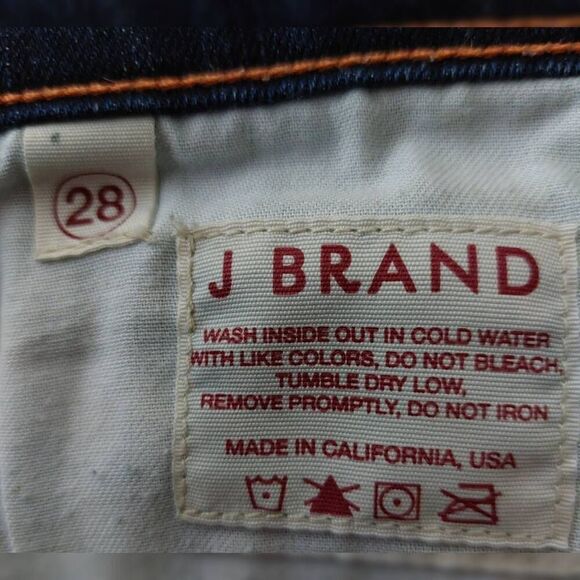 28
J BRAND
WASH INSIDE OUT IN COLD WATER
WITH LIKE COLORS, DO NOT BLEACH,
TUMBLE DRY LOW,
REMOVE PROMPTLY, DO NOT IRON
MADE IN CALIFORNIA, USA